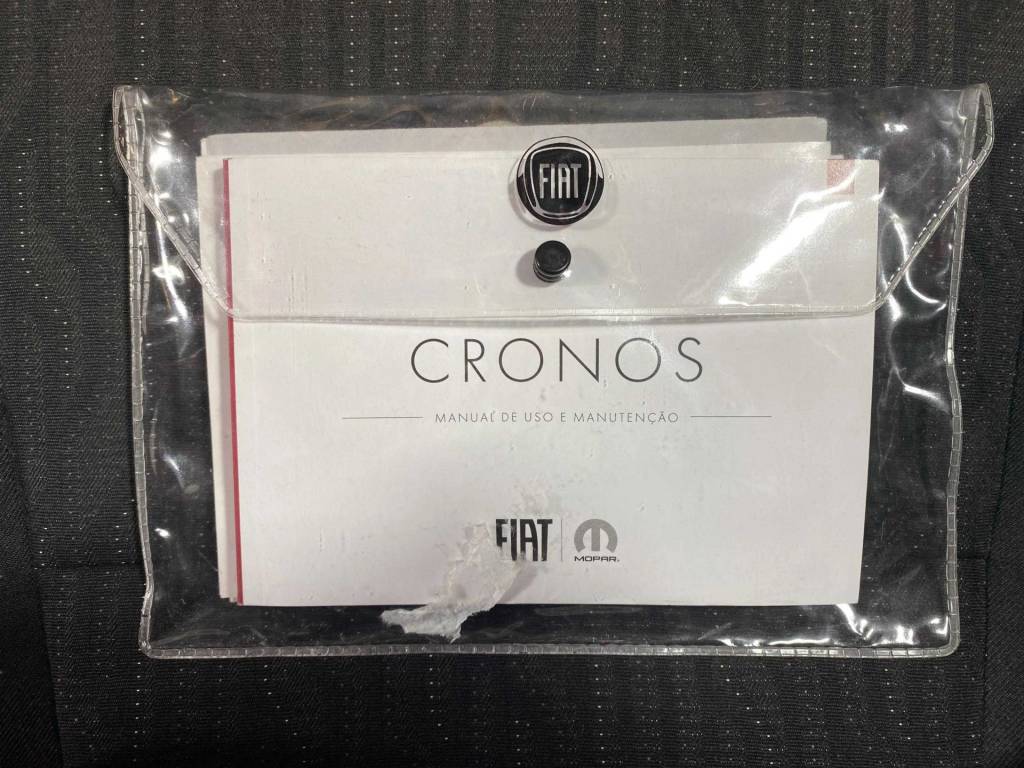 FIAT
CRONOS
MANUAL DE USO E MANUTENÇÃO
FIAT
MOPAR